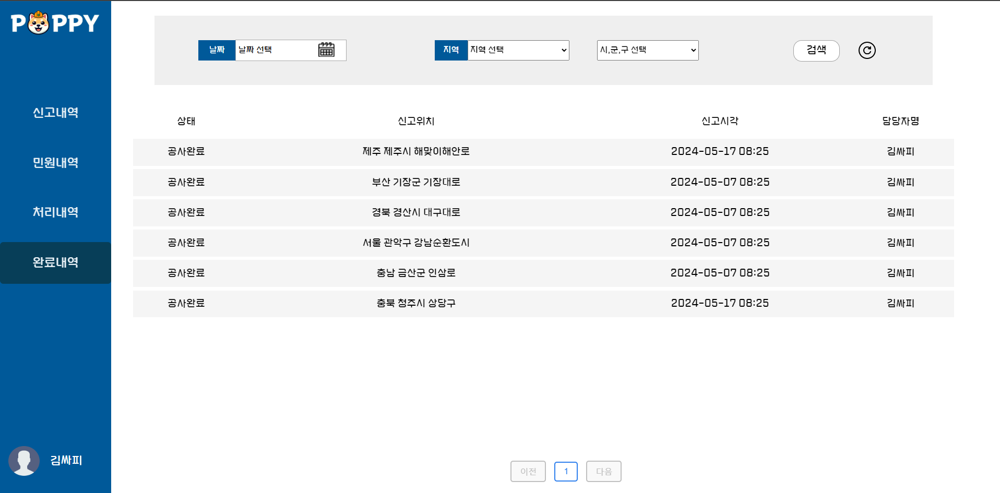 POPPY
신고내역
민원내역
처리내역
완료내역
김싸피
날짜 날짜 선택 지역 지역 선택 시,군,구 선택 검색
상태 신고위치 신고시각 담당자명
공사완료 제주 제주시 해맞이해안로 2024-05-17 08:25 김싸피
공사완료 부산 기장군 기장대로 2024-05-07 08:25 김싸피
공사완료 경북 경산시 대구대로 2024-05-07 08:25 김싸피
공사완료 서울 관악구 강남순환도시 2024-05-07 08:25 김싸피
공사완료 충남 금산군 인삼로 2024-05-07 08:25 김싸피
공사완료 충북 청주시 상당구 2024-05-17 08:25 김싸피
이전 1 다음